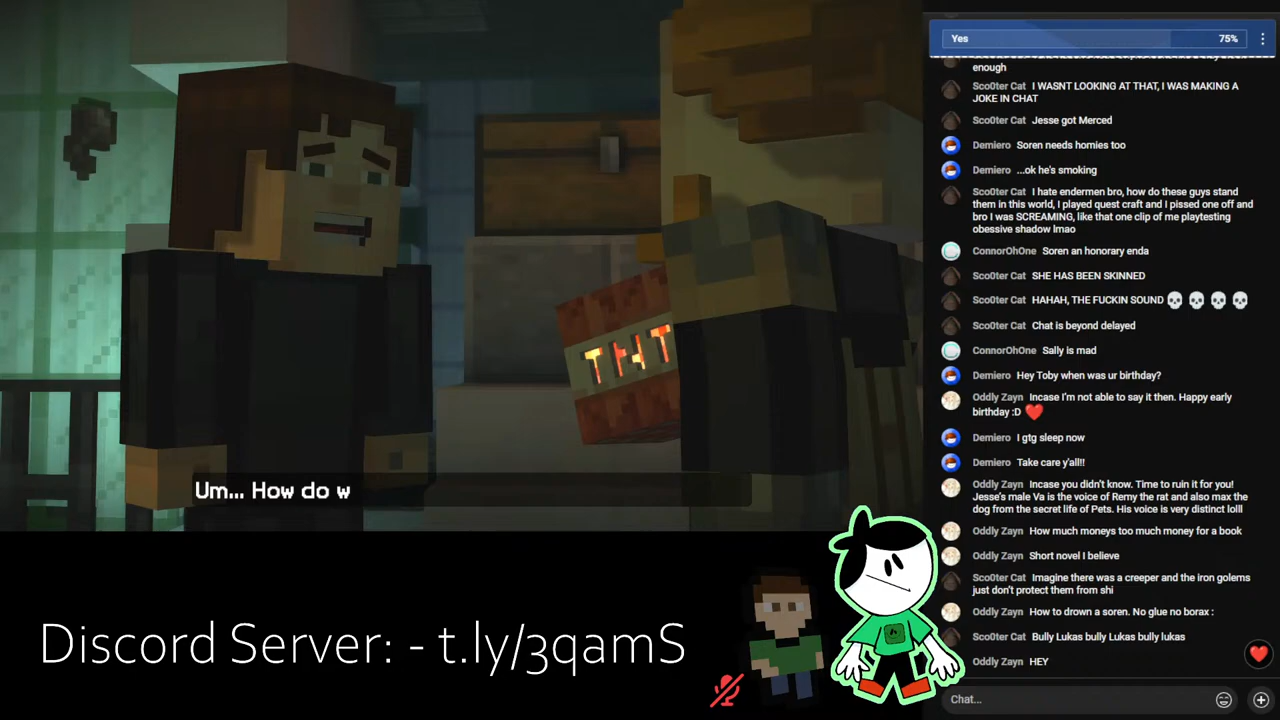 Yes 75%
enough
Sco0ter Cat I WASNT LOOKING AT THAT, I WAS MAKING A
JOKE IN CHAT
Sco0ter Cat Jesse got Merced
Demiero Soren needs homies too
Demiero ...ok he's smoking
Sco0ter Cat I hate endermen bro, how do these guys stand
them in this world, I played quest craft and I pissed one off and
bro I was SCREAMING, like that one clip of me playtesting
obessive shadow lmao
ConnorOhOne Soren an honorary enda
Sco0ter Cat SHE HAS BEEN SKINNED
Sco0ter Cat HAHAH, THE FUCKIN SOUND 💀 💀 💀 💀
Sco0ter Cat Chat is beyond delayed
ConnorOhOne Sally is mad
Demiero Hey Toby when was ur birthday?
Oddly Zayn Incase I'm not able to say it then. Happy early
birthday :D ❤️
Demiero I gtg sleep now
Demiero Take care y'all!!
Oddly Zayn Incase you didn't know. Time to ruin it for you!
Jesse's male Va is the voice of Remy the rat and also max the
dog from the secret life of Pets. His voice is very distinct lolll
Oddly Zayn How much moneys too much money for a book
Oddly Zayn Short novel I believe
Sco0ter Cat Imagine there was a creeper and the iron golems
just don't protect them from shi
Oddly Zayn How to drown a soren. No glue no borax :
Sco0ter Cat Bully Lukas bully Lukas bully lukas
Oddly Zayn HEY
Chat...
TNT
Um... How do w
Discord Server: - t.ly/3qamS